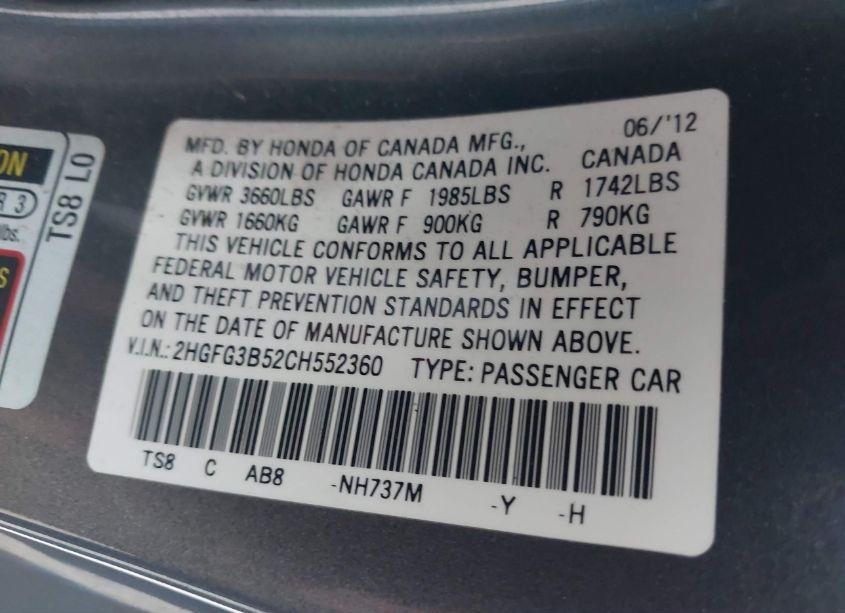 ON
R 3
lbs.
S
TS8 L0
06/'12
MFD. BY HONDA OF CANADA MFG.,
A DIVISION OF HONDA CANADA INC. CANADA
GVWR 3660LBS GAWR F 1985LBS R 1742LBS
GVWR 1660KG GAWR F 900KG R 790KG
THIS VEHICLE CONFORMS TO ALL APPLICABLE
FEDERAL MOTOR VEHICLE SAFETY, BUMPER,
AND THEFT PREVENTION STANDARDS IN EFFECT
ON THE DATE OF MANUFACTURE SHOWN ABOVE.
V.I.N.: 2HGFG3B52CH552360 TYPE: PASSENGER CAR
TS8 C AB8 -NH737M -Y -H